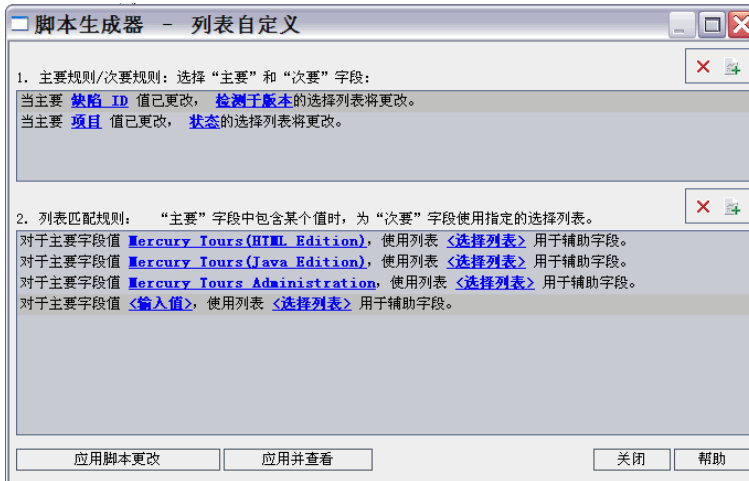 脚本生成器 - 列表自定义
1. 主要规则/次要规则: 选择“主要”和“次要”字段:
当主要 缺陷 ID 值已更改, 检测于版本的选择列表将更改。
当主要 项目 值已更改, 状态的选择列表将更改。
2. 列表匹配规则: “主要”字段中包含某个值时, 为“次要”字段使用指定的选择列表。
对于主要字段值 Mercury Tours(HTML Edition), 使用列表 <选择列表> 用于辅助字段。
对于主要字段值 Mercury Tours(Java Edition), 使用列表 <选择列表> 用于辅助字段。
对于主要字段值 Mercury Tours Administration, 使用列表 <选择列表> 用于辅助字段。
对于主要字段值 <输入值>, 使用列表 <选择列表> 用于辅助字段。
应用脚本更改 应用并查看 关闭 帮助